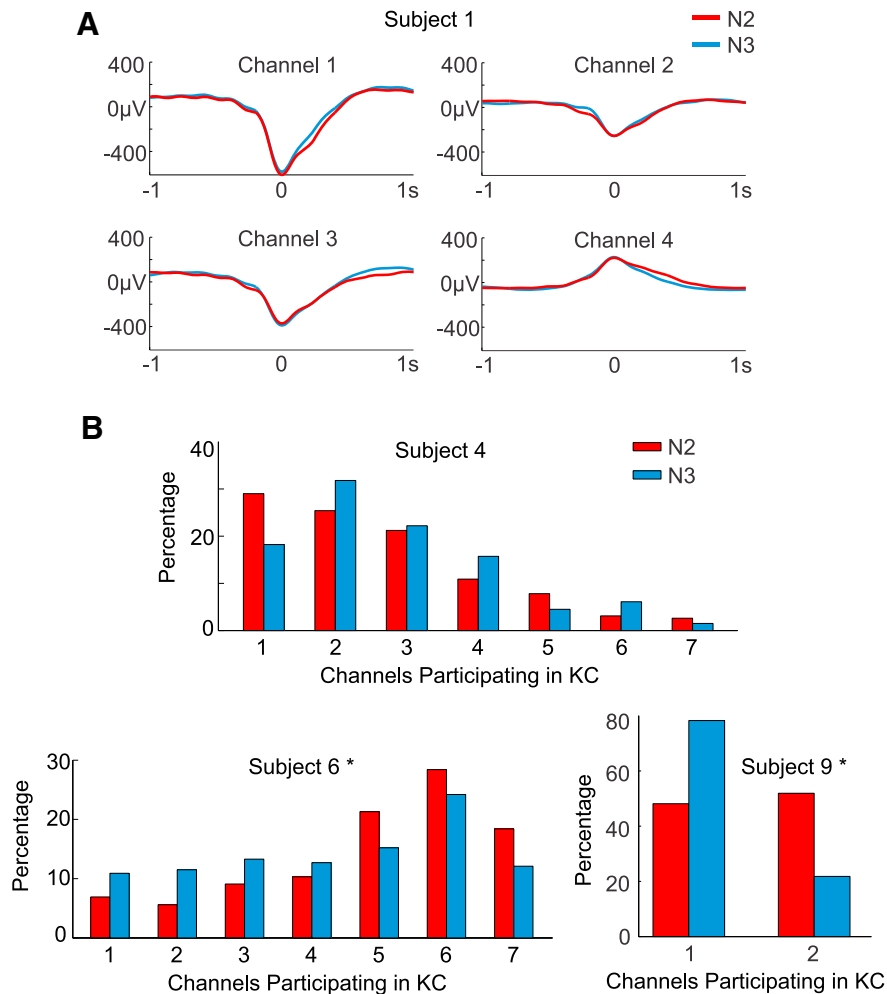 A
Subject 1
N2
N3
Channel 1
400
0µV
-400
-1
0
1s
Channel 2
400
0µV
-400
-1
0
1s
Channel 3
400
0µV
-400
-1
0
1s
Channel 4
400
0µV
-400
-1
0
1s
B
Subject 4
N2
N3
Percentage
40
20
0
1 2 3 4 5 6 7
Channels Participating in KC
Subject 6 *
Percentage
30
20
10
0
1 2 3 4 5 6 7
Channels Participating in KC
Subject 9 *
Percentage
80
60
40
20
0
1 2
Channels Participating in KC